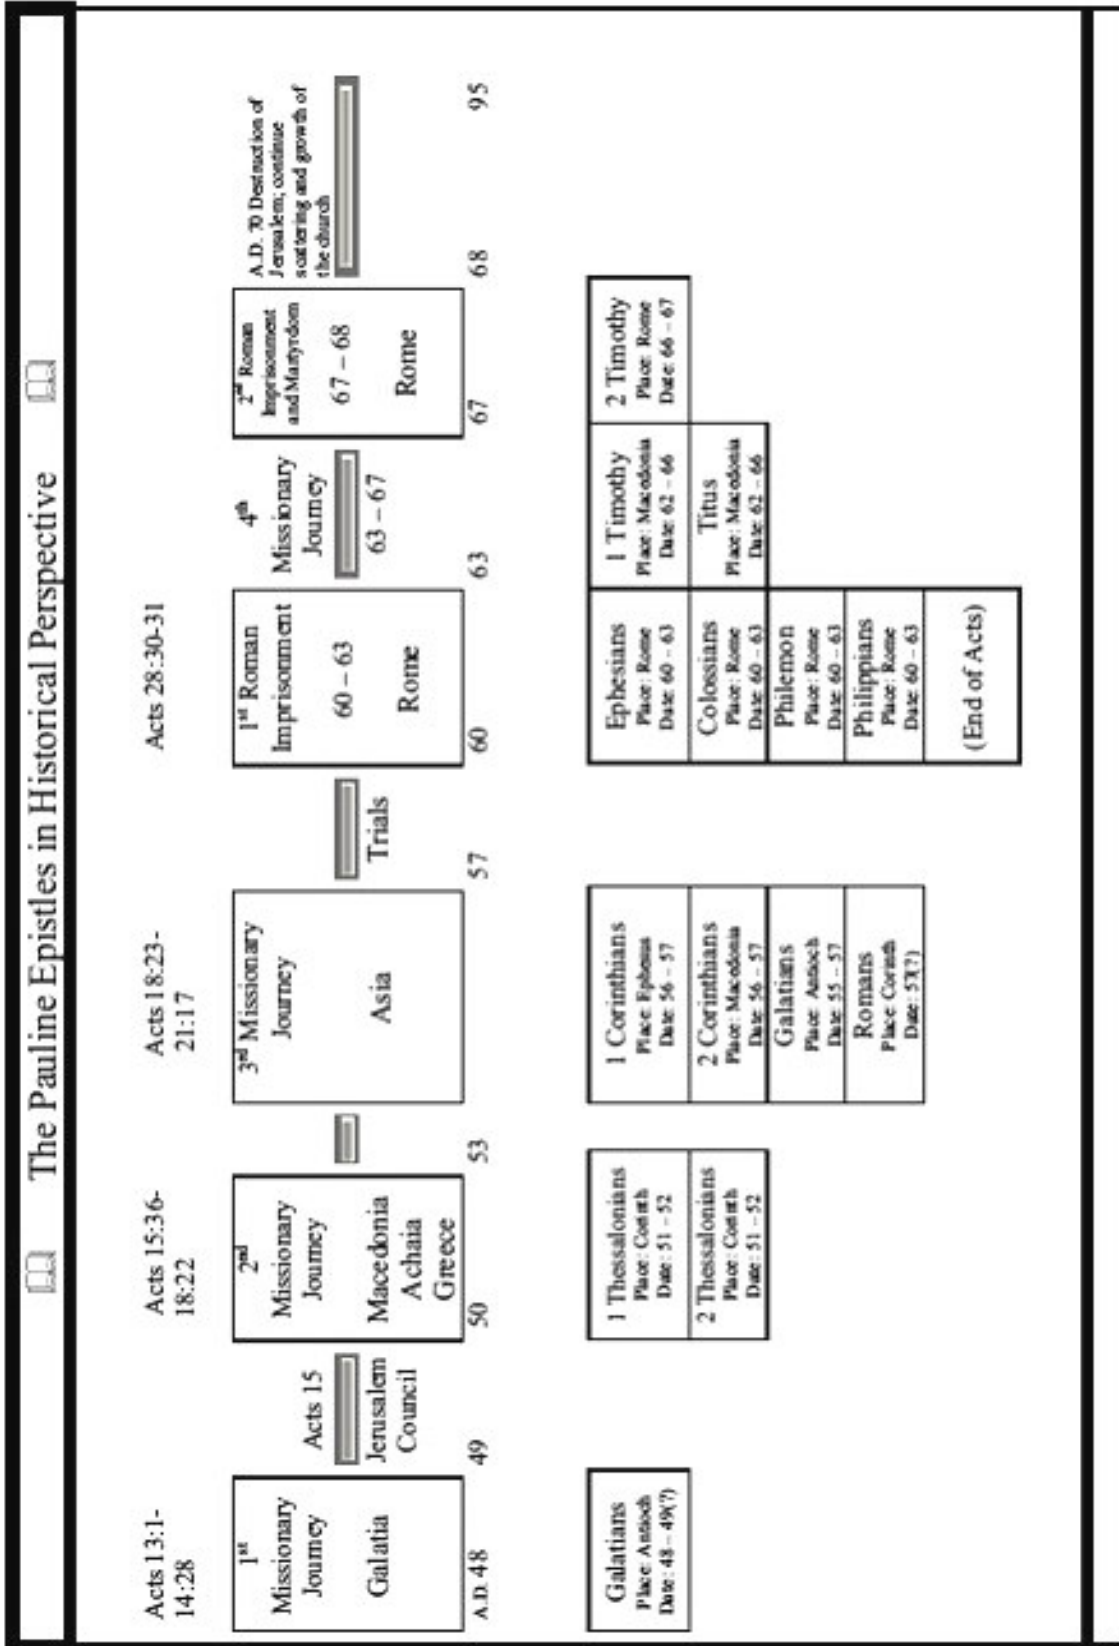 The Pauline Epistles in Historical Perspective
Acts 13:1-
14:28
Acts 15:36-
18:22
Acts 18:23-
21:17
Acts 28:30-31
1st
Missionary
Journey
Galatia
Acts 15
Jerusalem
Council
2nd
Missionary
Journey
Macedonia
Achaia
Greece
3rd Missionary
Journey
Asia
Trials
1st Roman
Imprisonment
60 – 63
Rome
4th
Missionary
Journey
63 – 67
2nd Roman
Imprisonment
and Martyrdom
67 – 68
Rome
A.D. 70 Destruction of
Jerusalem; continue
scattering and growth of
the church
A.D. 48
49
50
53
57
60
63
67
68
95
Galatians
Place: Antioch
Date: 48 – 49(?)
1 Thessalonians
Place: Corinth
Date: 51 – 52
2 Thessalonians
Place: Corinth
Date: 51 – 52
1 Corinthians
Place: Ephesus
Date: 56 – 57
2 Corinthians
Place: Macedonia
Date: 56 – 57
Galatians
Place: Antioch
Date: 55 – 57
Romans
Place: Corinth
Date: 57(?)
Ephesians
Place: Rome
Date: 60 – 63
Colossians
Place: Rome
Date: 60 – 63
Philemon
Place: Rome
Date: 60 – 63
Philippians
Place: Rome
Date: 60 – 63
(End of Acts)
1 Timothy
Place: Macedonia
Date: 62 – 66
Titus
Place: Macedonia
Date: 62 – 66
2 Timothy
Place: Rome
Date: 66 – 67